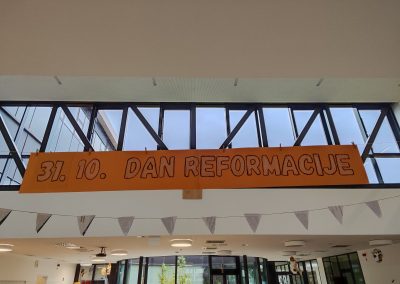 31. 10. DAN REFORMACIJE